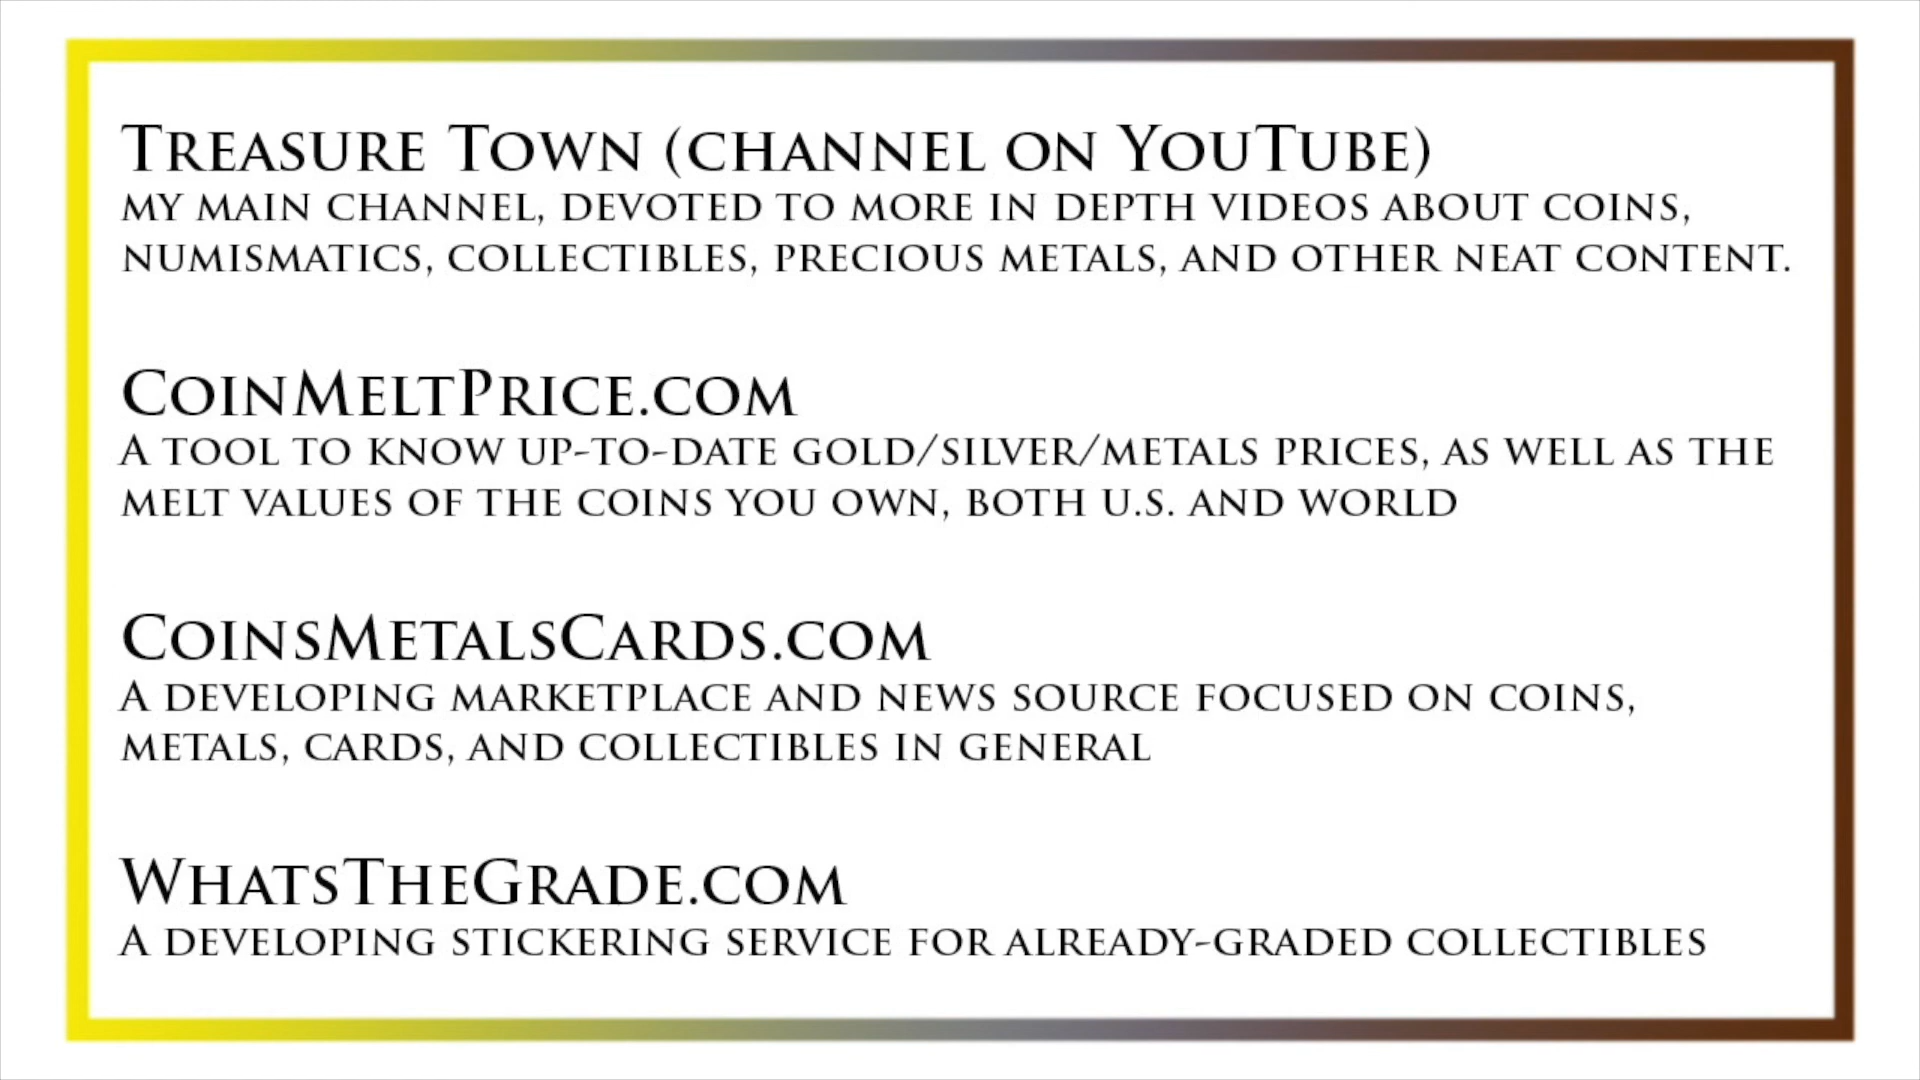 Treasure Town (channel on YouTube)
my main channel, devoted to more in depth videos about coins,
numismatics, collectibles, precious metals, and other neat content.
CoinMeltPrice.com
A tool to know up-to-date gold/silver/metals prices, as well as the
melt values of the coins you own, both U.S. and world
CoinsMetalsCards.com
A developing marketplace and news source focused on coins,
metals, cards, and collectibles in general
WhatsTheGrade.com
A developing stickering service for already-graded collectibles